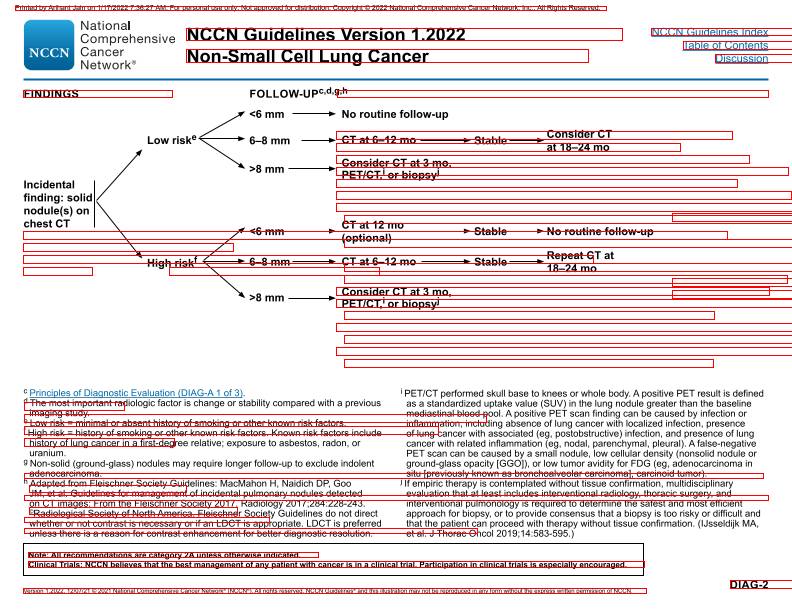 Printed by Arihant Jain on 1/17/2022 7:36:27 AM. For personal use only. Not approved for distribution. Copyright © 2022 National Comprehensive Cancer Network, Inc., All Rights Reserved.
NCCN
National
Comprehensive
Cancer
Network®
NCCN Guidelines Version 1.2022
Non-Small Cell Lung Cancer
NCCN Guidelines Index
Table of Contents
Discussion
FINDINGS
FOLLOW-UPc,d,g,h
Incidental
finding: solid
nodule(s) on
chest CT
Low riske
<6 mm
No routine follow-up
6–8 mm
CT at 6–12 mo
Stable
Consider CT
at 18–24 mo
>8 mm
Consider CT at 3 mo,
PET/CT,i or biopsyj
High riskf
<6 mm
CT at 12 mo
(optional)
Stable
No routine follow-up
6–8 mm
CT at 6–12 mo
Stable
Repeat CT at
18–24 mo
>8 mm
Consider CT at 3 mo,
PET/CT,i or biopsyj
c Principles of Diagnostic Evaluation (DIAG-A 1 of 3).
d The most important radiologic factor is change or stability compared with a previous
imaging study.
e Low risk = minimal or absent history of smoking or other known risk factors.
f High risk = history of smoking or other known risk factors. Known risk factors include
history of lung cancer in a first-degree relative; exposure to asbestos, radon, or
uranium.
g Non-solid (ground-glass) nodules may require longer follow-up to exclude indolent
adenocarcinoma.
h Adapted from Fleischner Society Guidelines: MacMahon H, Naidich DP, Goo
JM, et al. Guidelines for management of incidental pulmonary nodules detected
on CT images: From the Fleischner Society 2017. Radiology 2017;284:228-243.
©Radiological Society of North America. Fleischner Society Guidelines do not direct
whether or not contrast is necessary or if an LDCT is appropriate. LDCT is preferred
unless there is a reason for contrast enhancement for better diagnostic resolution.
i PET/CT performed skull base to knees or whole body. A positive PET result is defined
as a standardized uptake value (SUV) in the lung nodule greater than the baseline
mediastinal blood pool. A positive PET scan finding can be caused by infection or
inflammation, including absence of lung cancer with localized infection, presence
of lung cancer with associated (eg, postobstructive) infection, and presence of lung
cancer with related inflammation (eg, nodal, parenchymal, pleural). A false-negative
PET scan can be caused by a small nodule, low cellular density (nonsolid nodule or
ground-glass opacity [GGO]), or low tumor avidity for FDG (eg, adenocarcinoma in
situ [previously known as bronchoalveolar carcinoma], carcinoid tumor).
j If empiric therapy is contemplated without tissue confirmation, multidisciplinary
evaluation that at least includes interventional radiology, thoracic surgery, and
interventional pulmonology is required to determine the safest and most efficient
approach for biopsy, or to provide consensus that a biopsy is too risky or difficult and
that the patient can proceed with therapy without tissue confirmation. (IJsseldijk MA,
et al. J Thorac Oncol 2019;14:583-595.)
Note: All recommendations are category 2A unless otherwise indicated.
Clinical Trials: NCCN believes that the best management of any patient with cancer is in a clinical trial. Participation in clinical trials is especially encouraged.
DIAG-2
Version 1.2022, 12/07/21 © 2021 National Comprehensive Cancer Network® (NCCN®), All rights reserved. NCCN Guidelines® and this illustration may not be reproduced in any form without the express written permission of NCCN.